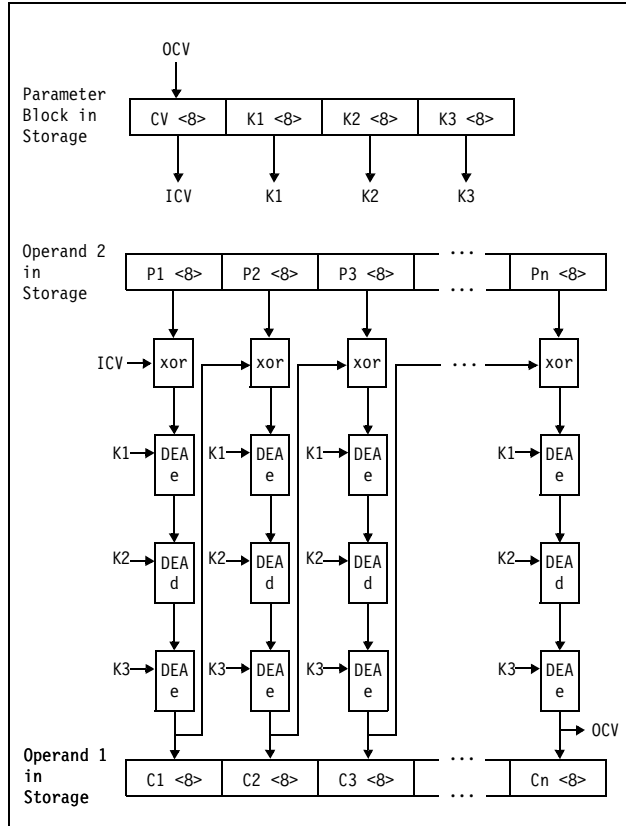 OCV
Parameter
Block in
Storage
CV <8> K1 <8> K2 <8> K3 <8>
ICV K1 K2 K3
Operand 2
in
Storage
P1 <8> P2 <8> P3 <8> ... ... Pn <8>
ICV xor xor xor ... xor
K1 DEA e K1 DEA e K1 DEA e K1 DEA e
K2 DEA d K2 DEA d K2 DEA d K2 DEA d
K3 DEA e K3 DEA e K3 DEA e K3 DEA e
OCV
Operand 1
in
Storage
C1 <8> C2 <8> C3 <8> ... ... Cn <8>